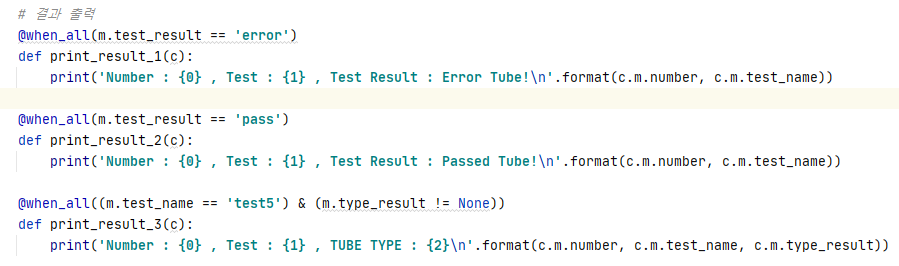 # 결과 출력
@when_all(m.test_result == 'error')
def print_result_1(c):
    print('Number : {0} , Test : {1} , Test Result : Error Tube!\n'.format(c.m.number, c.m.test_name))
@when_all(m.test_result == 'pass')
def print_result_2(c):
    print('Number : {0} , Test : {1} , Test Result : Passed Tube!\n'.format(c.m.number, c.m.test_name))
@when_all((m.test_name == 'test5') & (m.type_result != None))
def print_result_3(c):
    print('Number : {0} , Test : {1} , TUBE TYPE : {2}\n'.format(c.m.number, c.m.test_name, c.m.type_result))